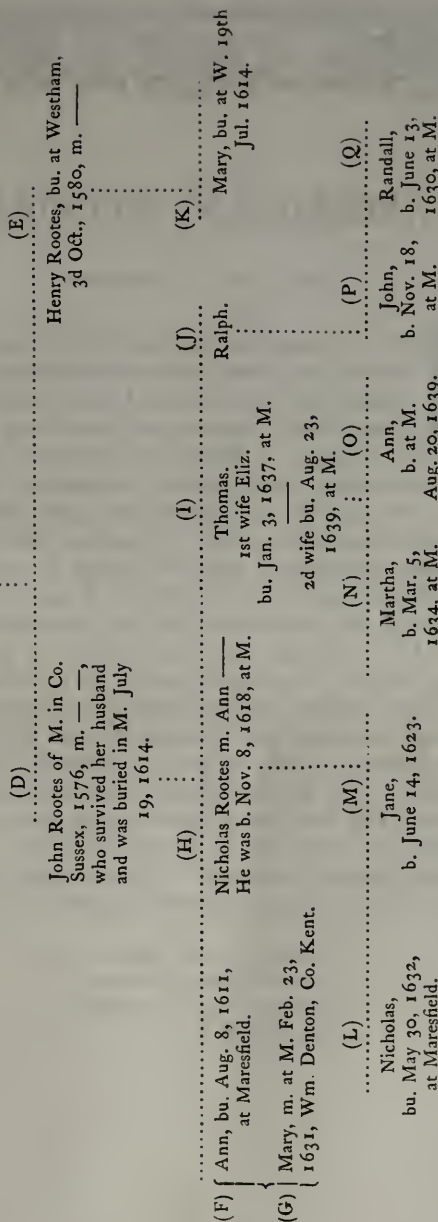 (D)
John Rootes of M. in Co.
Sussex, 1576, m. — —,
who survived her husband
and was buried in M. July
19, 1614.
(E)
Henry Rootes, bu. at Westham,
3d Oct., 1580, m. —
(F) Ann, bu. Aug. 8, 1611,
at Maresfield.
(G) Mary, m. at M. Feb. 23,
1631, Wm. Denton, Co. Kent.
(H)
Nicholas Rootes m. Ann —
He was b. Nov. 8, 1618, at M.
(I)
Thomas.
1st wife Eliz.
bu. Jan. 3, 1637, at M.
—
2d wife bu. Aug. 23,
1639, at M.
(J)
Ralph.
(K)
Mary, bu. at W. 19th
Jul. 1614.
(L)
Nicholas,
bu. May 30, 1632,
at Maresfield.
(M)
Jane,
b. June 14, 1623.
(N)
Martha,
b. Mar. 5,
1634, at M.
(O)
Ann,
b. at M.
Aug. 20, 1639.
(P)
John,
b. Nov. 18,
at M.
(Q)
Randall,
b. June 13,
1630, at M.